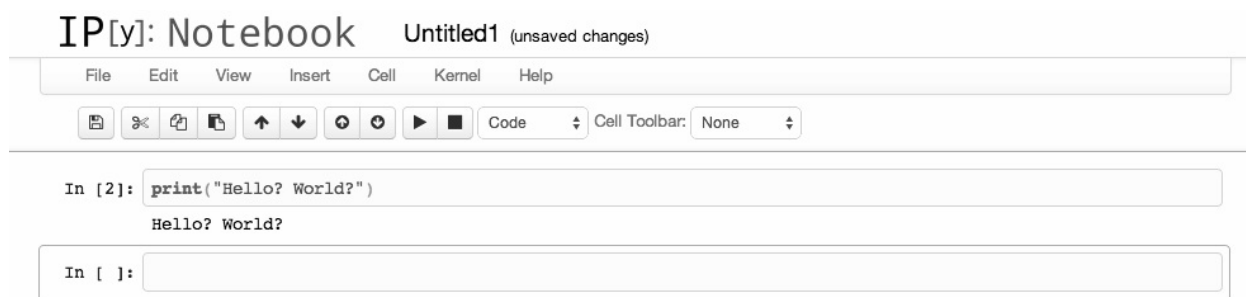 IP[y]: Notebook Untitled1 (unsaved changes)
File Edit View Insert Cell Kernel Help
Code Cell Toolbar: None
In [2]: print("Hello? World?")
Hello? World?
In [ ]: